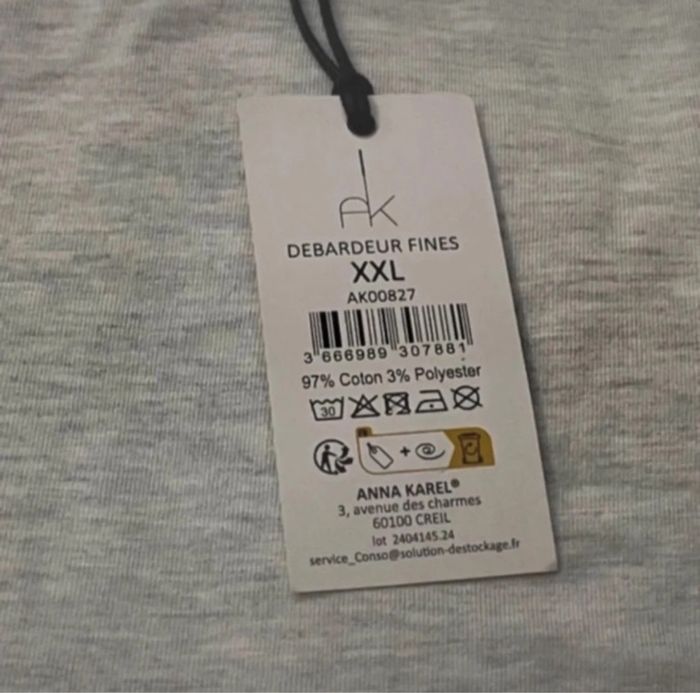 AK
DEBARDEUR FINES
XXL
AK00827
3 666989 307881
97% Coton 3% Polyester
30
ANNA KAREL®
3, avenue des charmes
60100 CREIL
lot 2404145.24
service_Conso@solution-destockage.fr